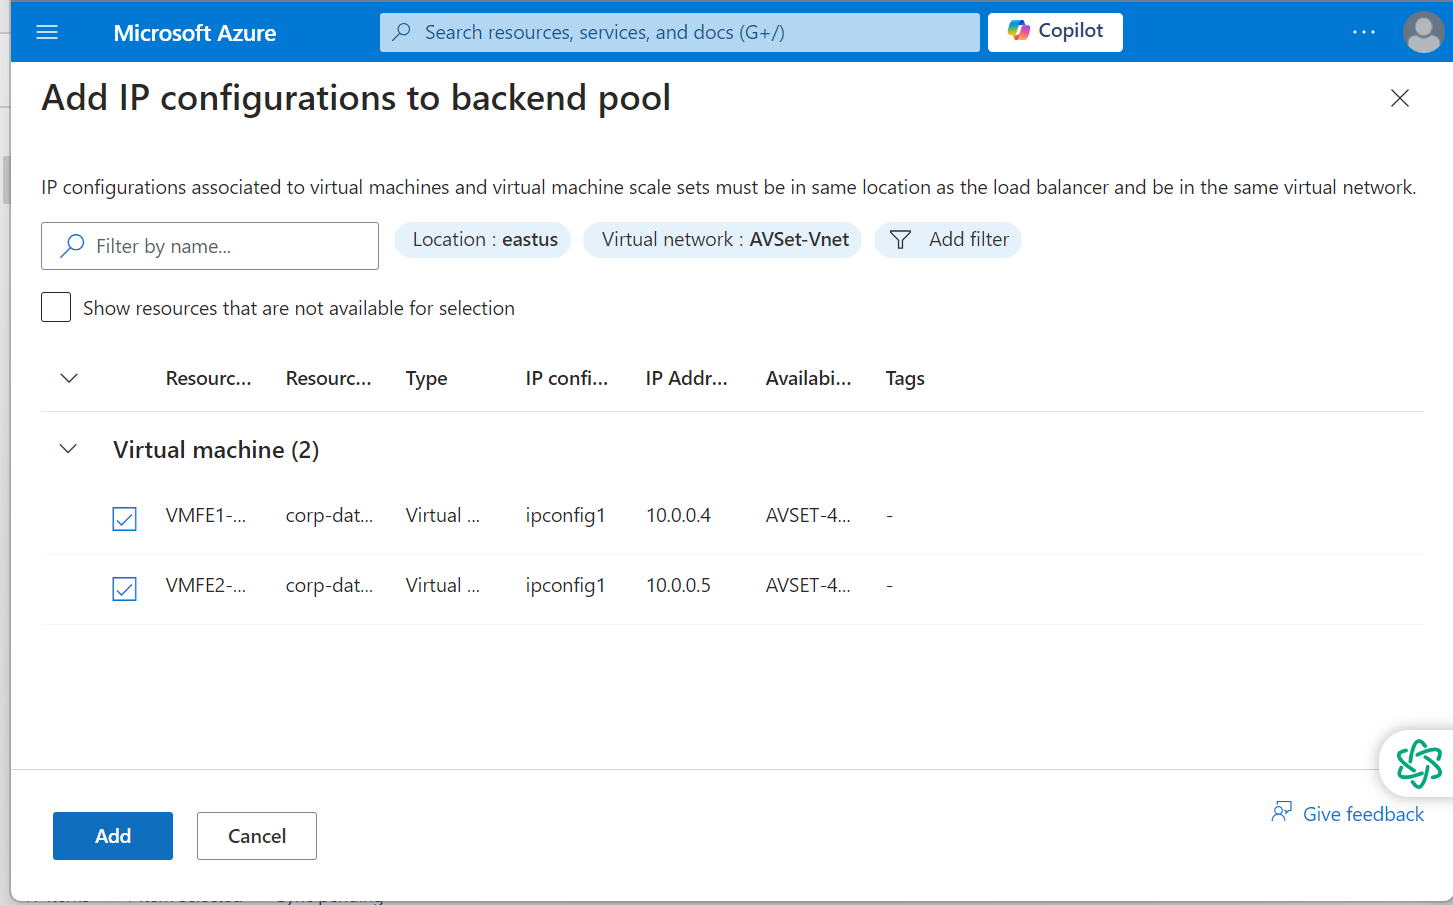 Microsoft Azure
Search resources, services, and docs (G+/)
Copilot
Add IP configurations to backend pool
IP configurations associated to virtual machines and virtual machine scale sets must be in same location as the load balancer and be in the same virtual network.
Filter by name...
Location : eastus
Virtual network : AVSet-Vnet
Add filter
Show resources that are not available for selection
Resourc... Resourc... Type IP confi... IP Addr... Availabi... Tags
Virtual machine (2)
VMFE1-... corp-dat... Virtual ... ipconfig1 10.0.0.4 AVSET-4... -
VMFE2-... corp-dat... Virtual ... ipconfig1 10.0.0.5 AVSET-4... -
Add
Cancel
Give feedback